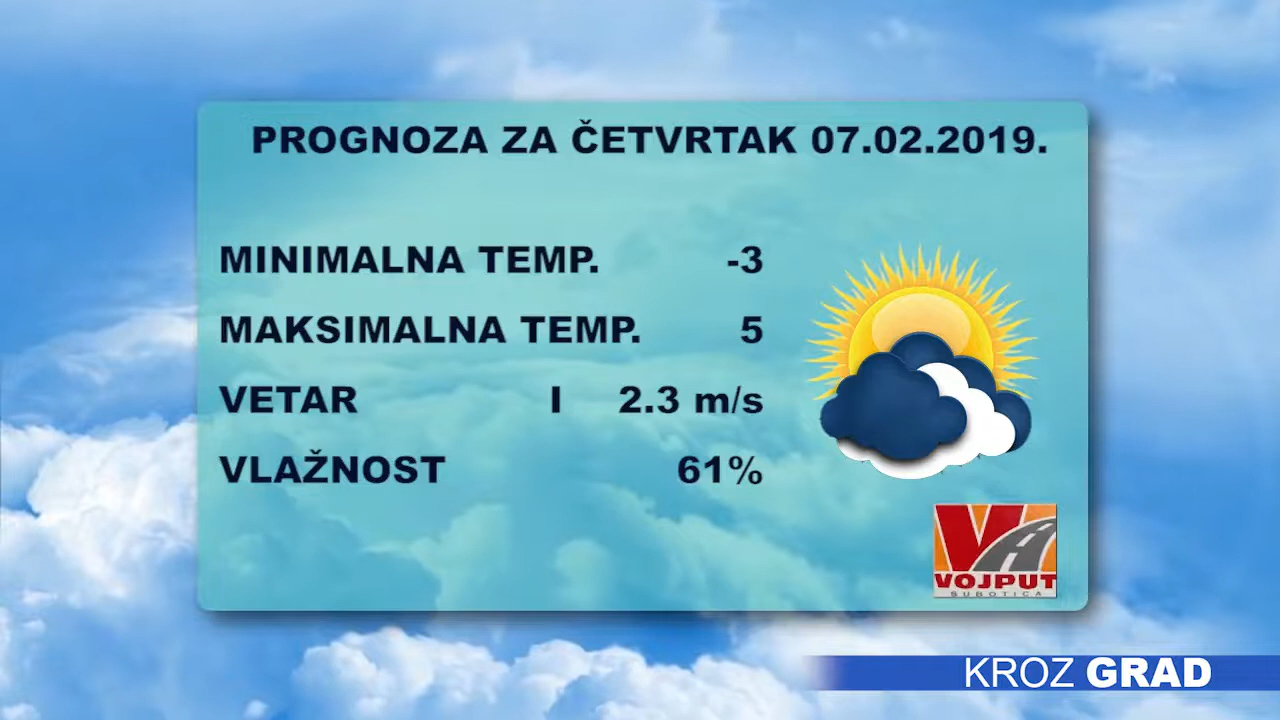 PROGNOZA ZA ČETVRTAK 07.02.2019.
MINIMALNA TEMP. -3
MAKSIMALNA TEMP. 5
VETAR I 2.3 m/s
VLAŽNOST 61%
VOJPUT
SUBOTICA
KROZ GRAD